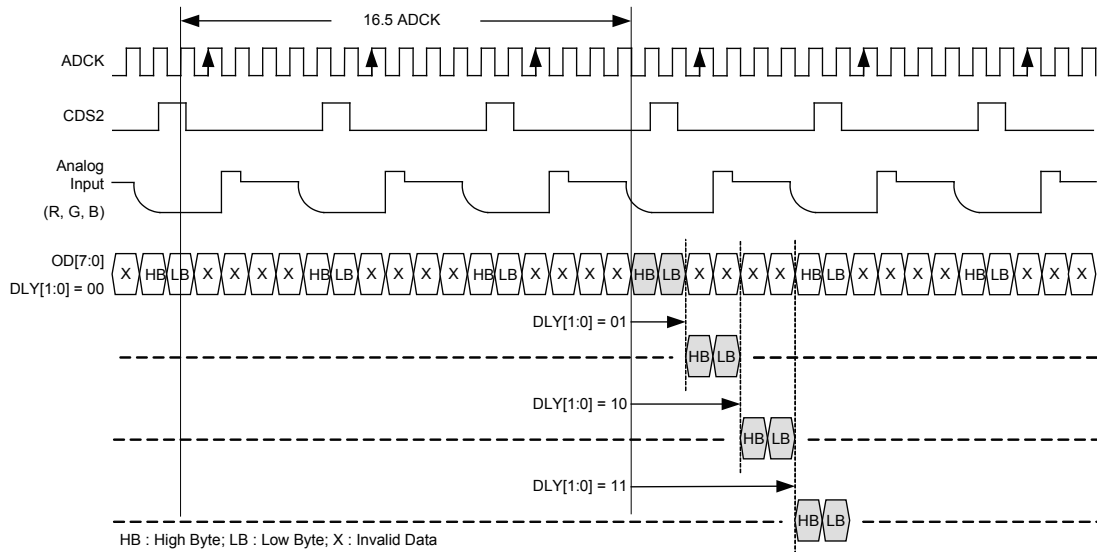 16.5 ADCK
ADCK
CDS2
Analog
Input
(R, G, B)
OD[7:0]
X HB LB X X X X HB LB X X X X HB LB X X X X HB LB X X X X HB LB X X X X HB LB X X X
DLY[1:0] = 00
DLY[1:0] = 01
HB LB
DLY[1:0] = 10
HB LB
DLY[1:0] = 11
HB LB
HB : High Byte; LB : Low Byte; X : Invalid Data